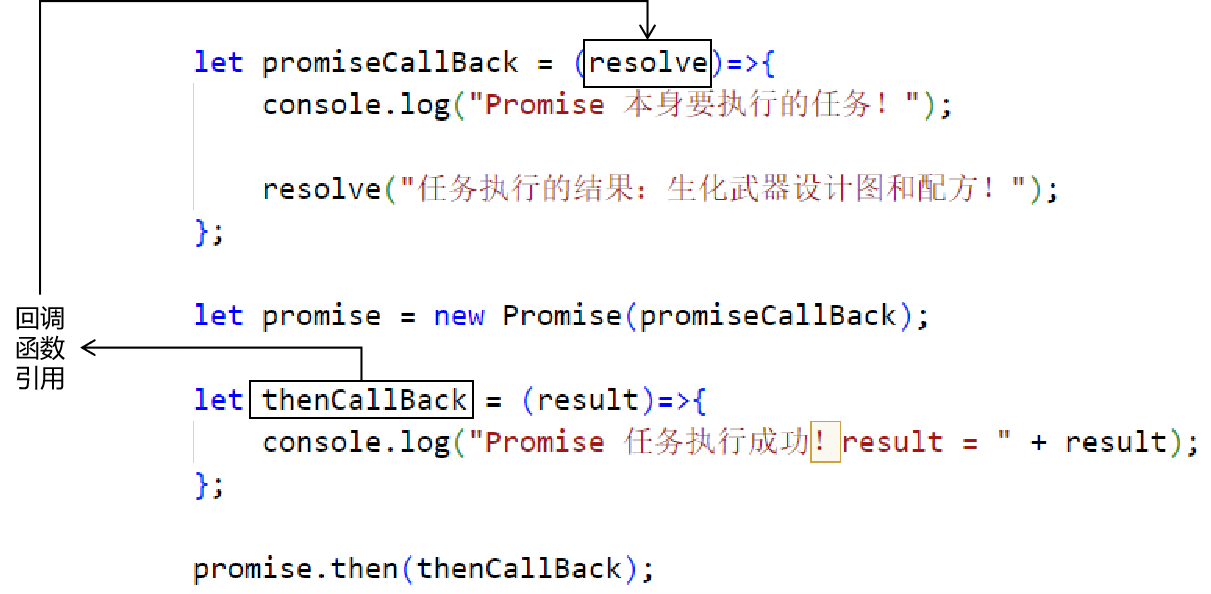 let promiseCallBack = (resolve)=>{
console.log("Promise 本身要执行的任务！");
resolve("任务执行的结果：生化武器设计图和配方！");
};
回调
函数
引用
let promise = new Promise(promiseCallBack);
let thenCallBack = (result)=>{
console.log("Promise 任务执行成功！result = " + result);
};
promise.then(thenCallBack);